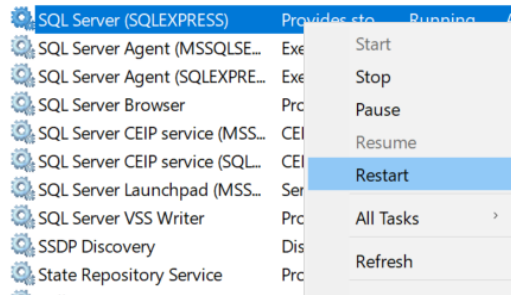 SQL Server (SQLEXPRESS) Provides sto... Running
SQL Server Agent (MSSQLSE... Exe Start
SQL Server Agent (SQLEXPRE... Exe Stop
SQL Server Browser Pro Pause
SQL Server CEIP service (MSS... CEI Resume
SQL Server CEIP service (SQL... CEI Restart
SQL Server Launchpad (MSS... Ser
SQL Server VSS Writer Pro All Tasks >
SSDP Discovery Dis
State Repository Service Pro Refresh